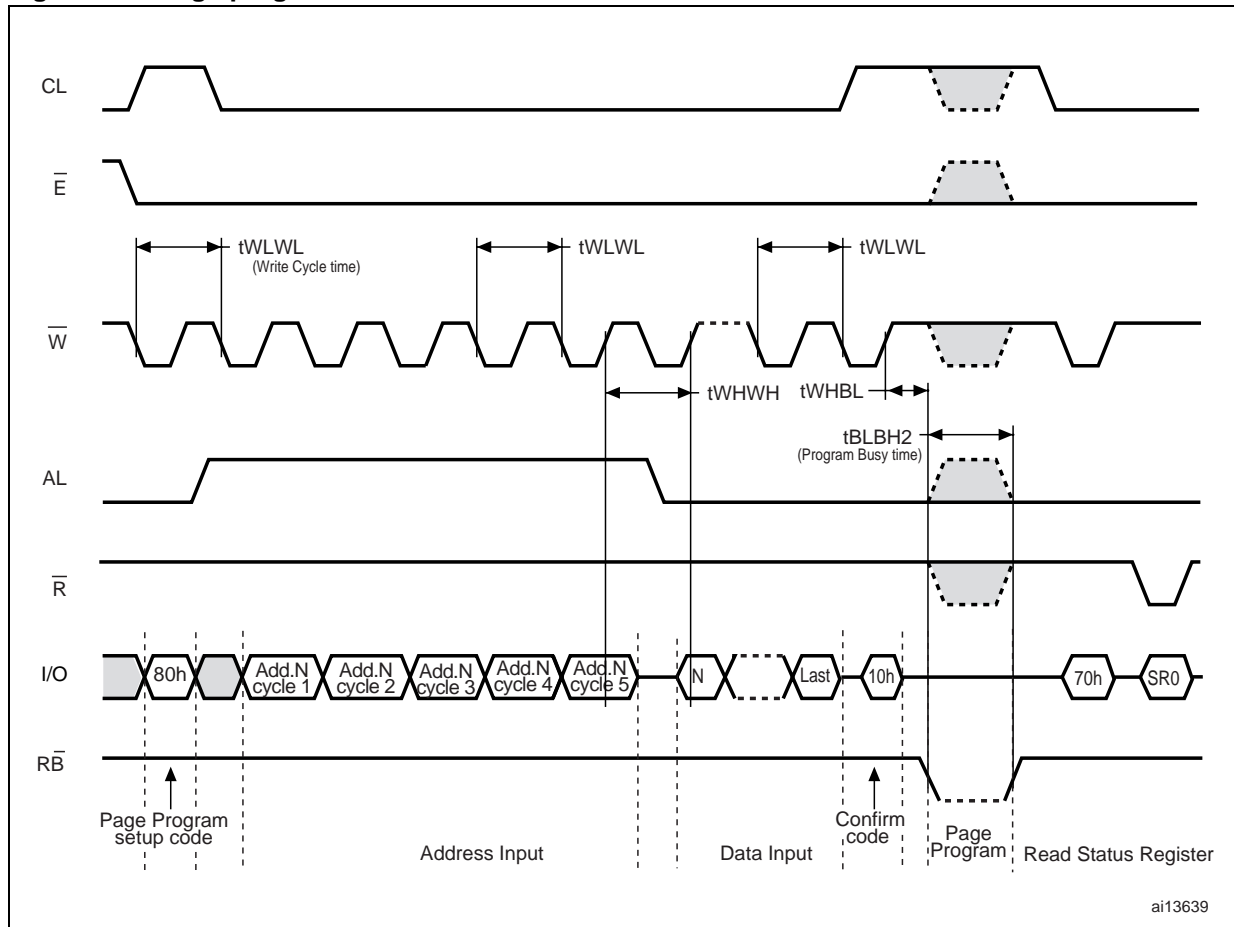 CL
E
tWLWL
(Write Cycle time)
tWLWL
tWLWL
W
tWHWH
tWHBL
tBLBH2
(Program Busy time)
AL
R
I/O
80h
Add.N
cycle 1
Add.N
cycle 2
Add.N
cycle 3
Add.N
cycle 4
Add.N
cycle 5
N
Last
10h
70h
SR0
RB
Page Program
setup code
Address Input
Data Input
Confirm
code
Page
Program
Read Status Register
ai13639